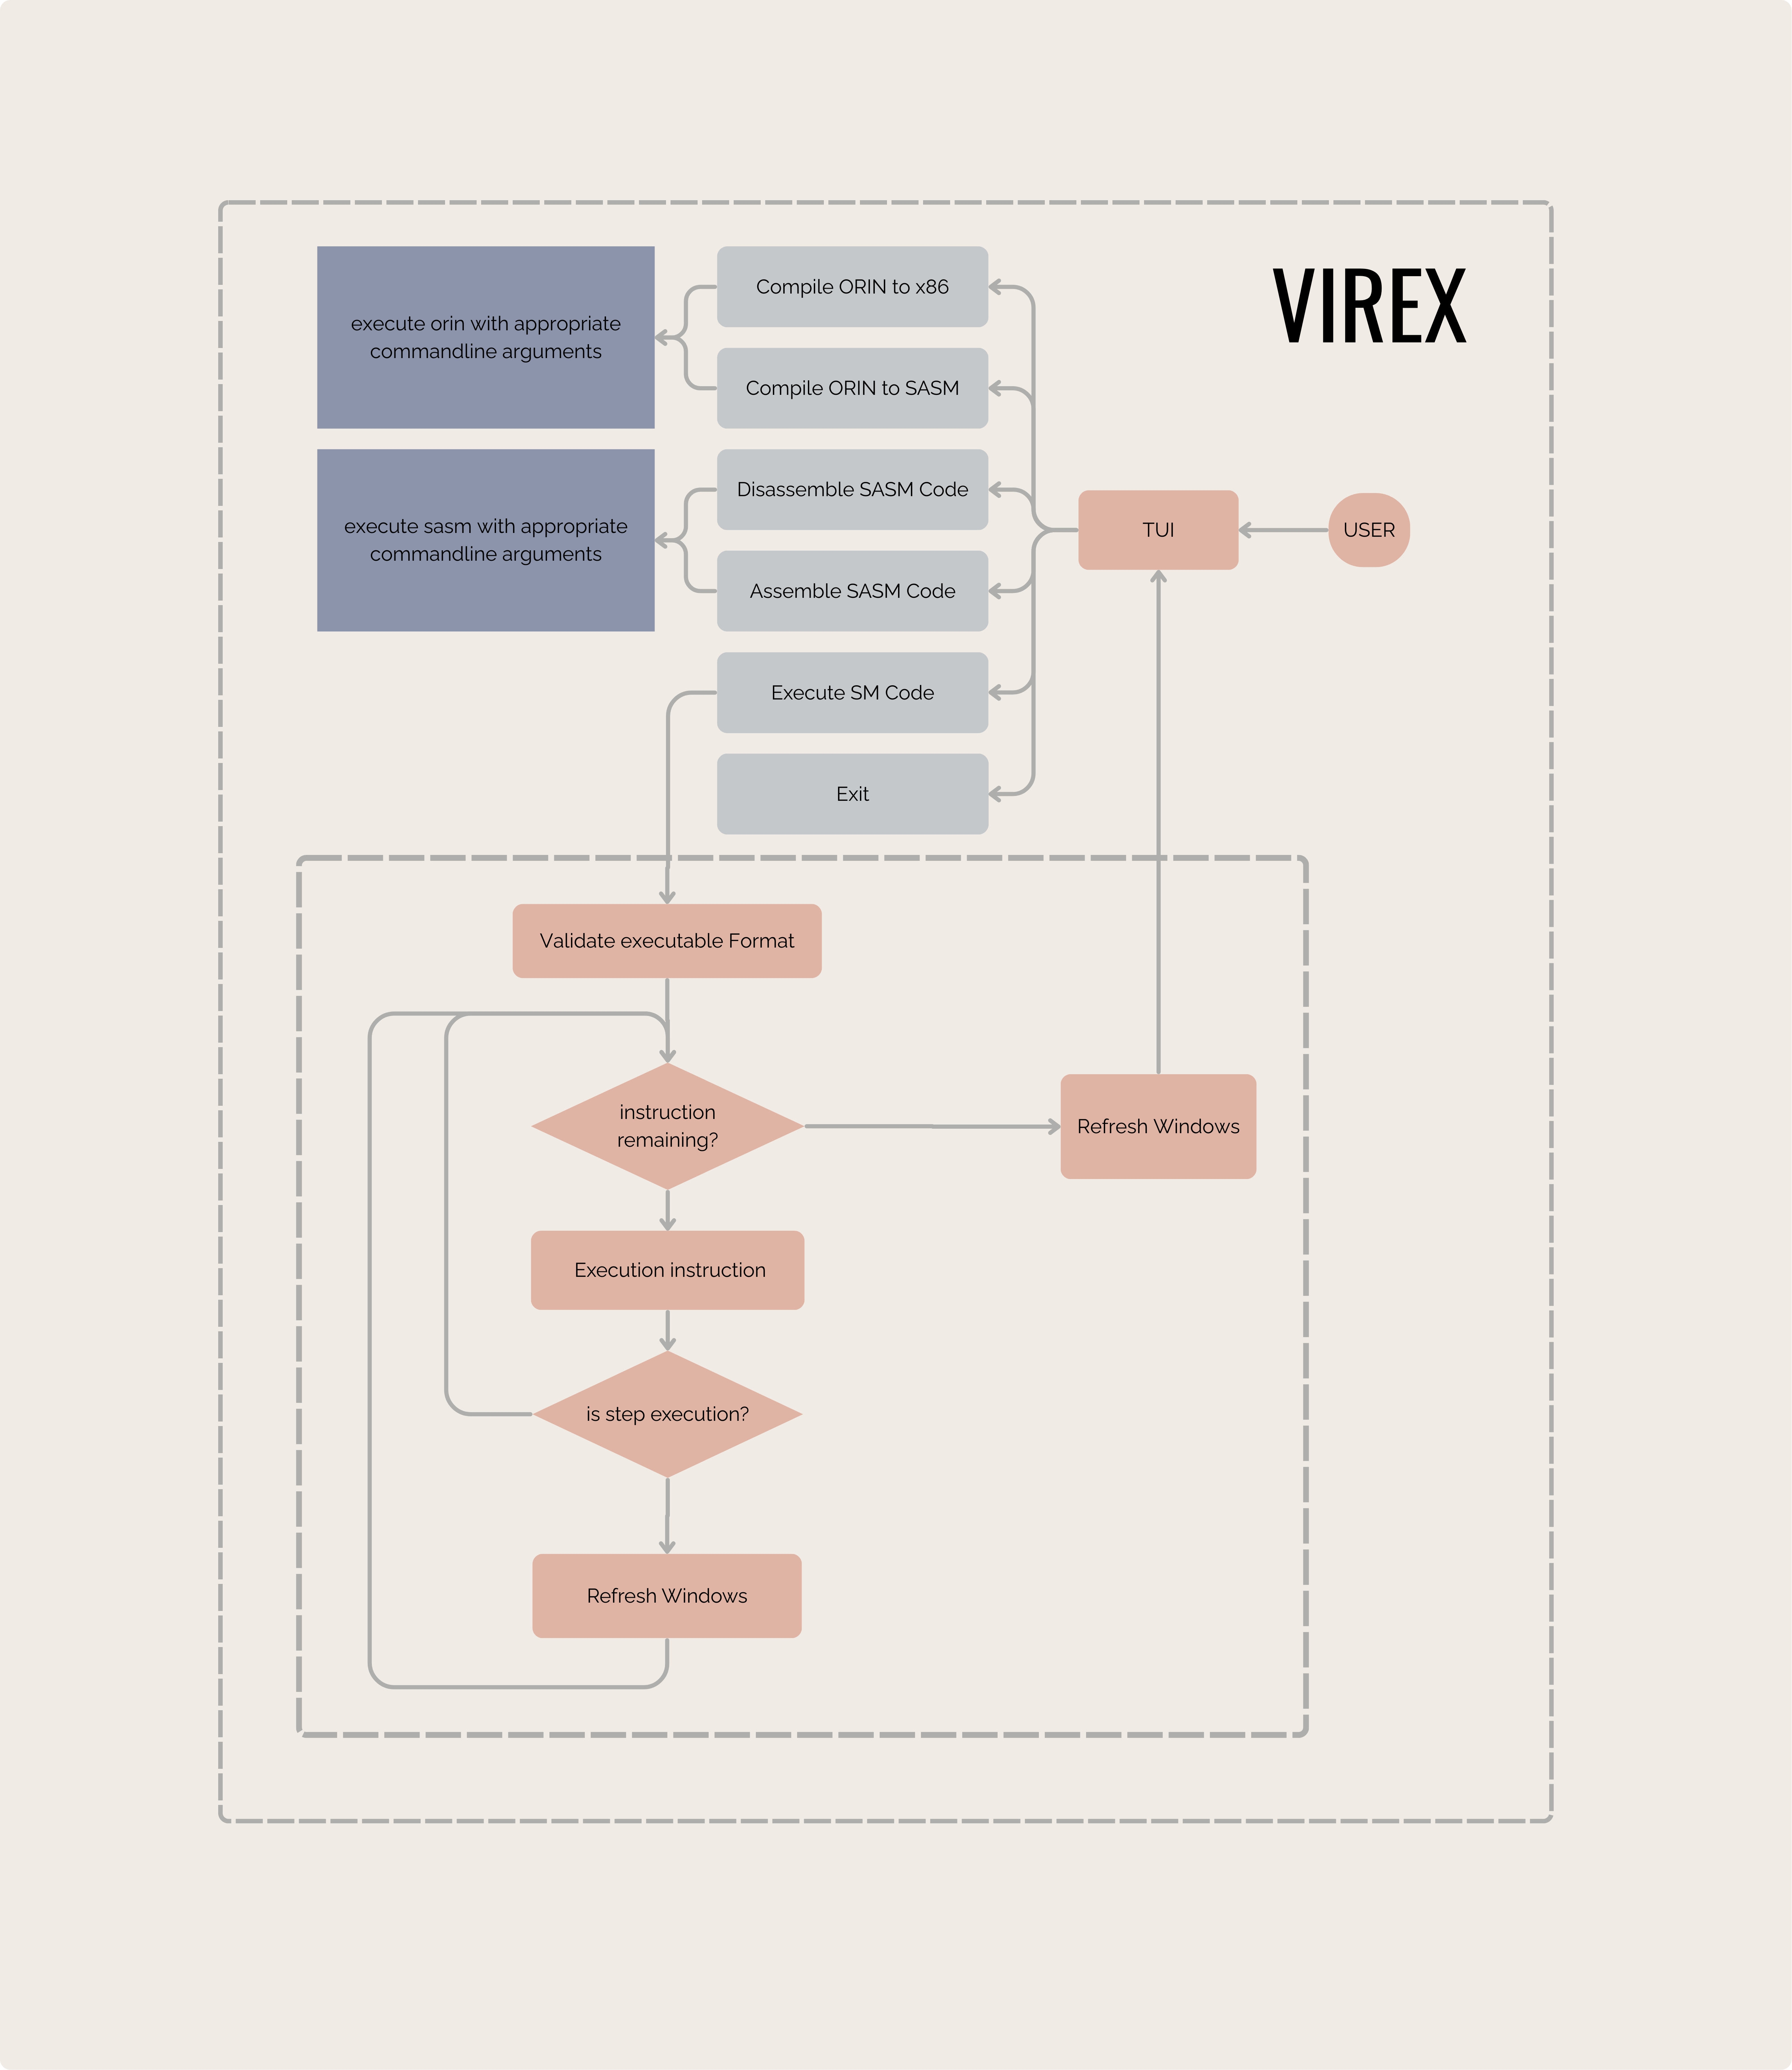 VIREX
execute orin with appropriate
commandline arguments
Compile ORIN to x86
Compile ORIN to SASM
execute sasm with appropriate
commandline arguments
Disassemble SASM Code
Assemble SASM Code
TUI
USER
Execute SM Code
Exit
Validate executable Format
instruction
remaining?
Refresh Windows
Execution instruction
is step execution?
Refresh Windows